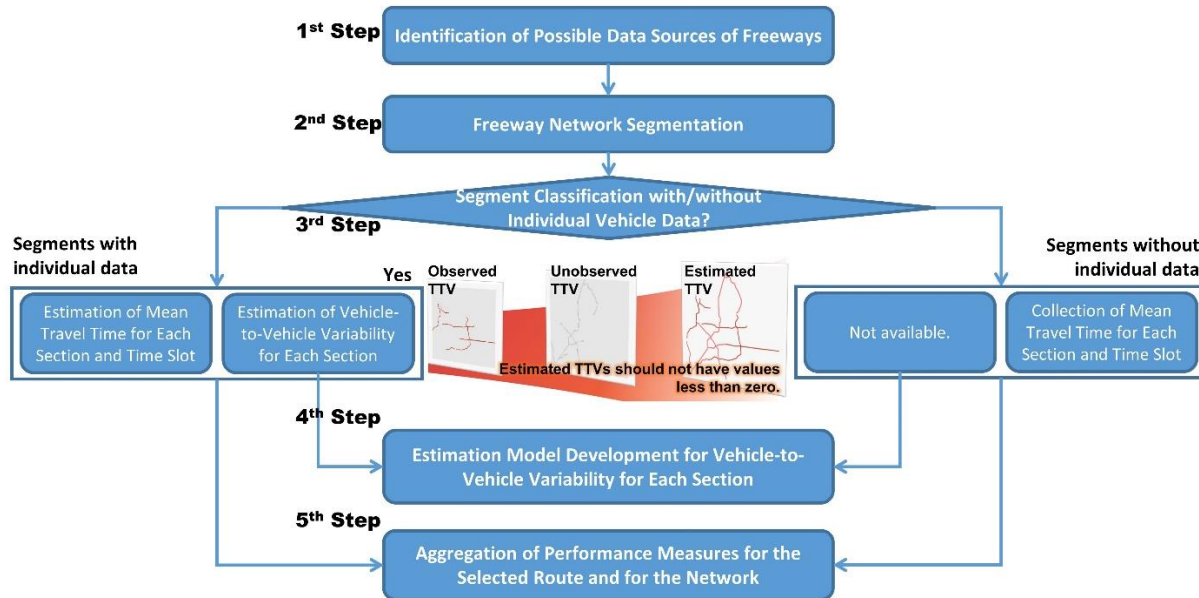 1st Step
Identification of Possible Data Sources of Freeways
2nd Step
Freeway Network Segmentation
Segment Classification with/without
Individual Vehicle Data?
3rd Step
Segments with
individual data
Segments without
individual data
Yes
Observed
TTV
Unobserved
TTV
Estimated
TTV
Estimation of Mean
Travel Time for Each
Section and Time Slot
Estimation of Vehicle-
to-Vehicle Variability
for Each Section
Estimated TTVs should not have values
less than zero.
Not available.
Collection of Mean
Travel Time for Each
Section and Time Slot
4th Step
Estimation Model Development for Vehicle-to-
Vehicle Variability for Each Section
5th Step
Aggregation of Performance Measures for the
Selected Route and for the Network